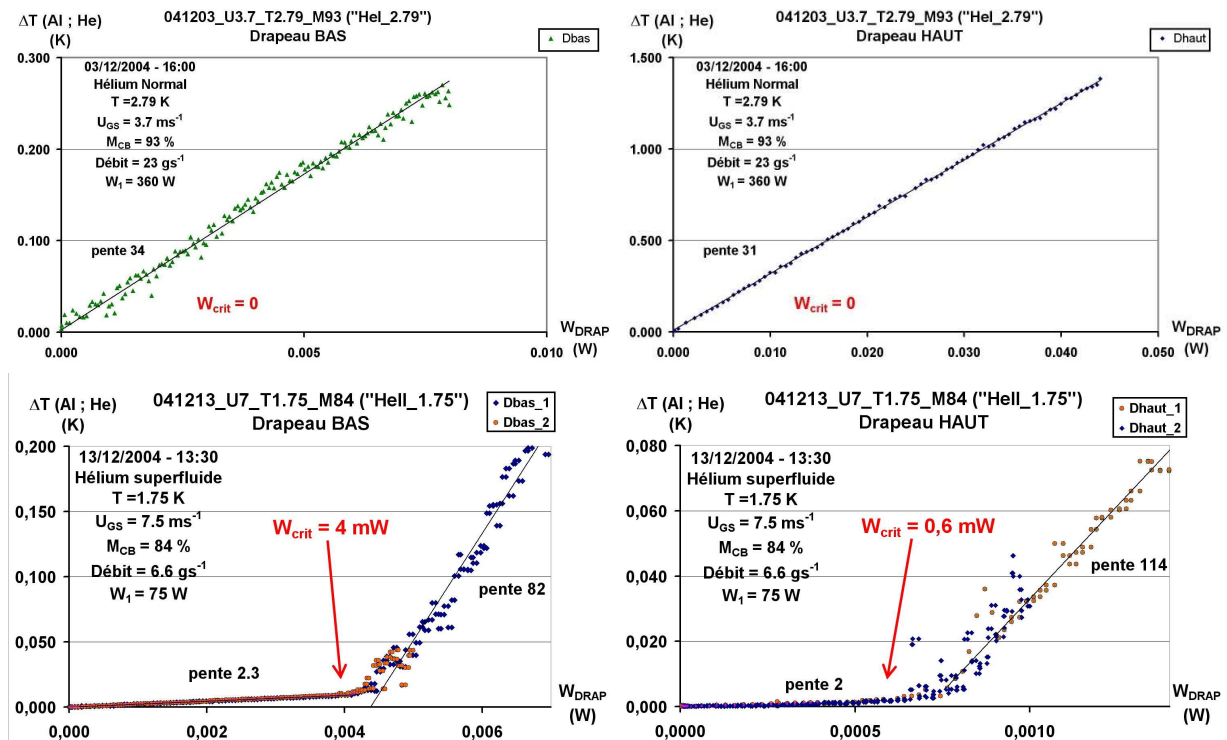 ΔT (Al ; He)
(K)
041203_U3.7_T2.79_M93 ("HeI_2.79")
Drapeau BAS
Dbas
0.300
0.200
0.100
0.000
03/12/2004 - 16:00
Hélium Normal
T =2.79 K
U_GS = 3.7 ms⁻¹
M_CB = 93 %
Débit = 23 gs⁻¹
W₁ = 360 W
pente 34
W_crit = 0
0.000 0.005 0.010
W_DRAP
(W)
ΔT (Al ; He)
(K)
041203_U3.7_T2.79_M93 ("HeI_2.79")
Drapeau HAUT
Dhaut
1.500
1.000
0.500
0.000
03/12/2004 - 16:00
Hélium Normal
T =2.79 K
U_GS = 3.7 ms⁻¹
M_CB = 93 %
Débit = 23 gs⁻¹
W₁ = 360 W
pente 31
W_crit = 0
0.000 0.010 0.020 0.030 0.040 0.050
W_DRAP
(W)
ΔT (Al ; He)
(K)
041213_U7_T1.75_M84 ("HeII_1.75")
Drapeau BAS
Dbas_1
Dbas_2
0,200
0,150
0,100
0,050
0,000
13/12/2004 - 13:30
Hélium superfluide
T =1.75 K
U_GS = 7.5 ms⁻¹
M_CB = 84 %
Débit = 6.6 gs⁻¹
W₁ = 75 W
W_crit = 4 mW
pente 82
pente 2.3
0,000 0,002 0,004 0,006
W_DRAP
(W)
ΔT (Al ; He)
(K)
041213_U7_T1.75_M84 ("HeII_1.75")
Drapeau HAUT
Dhaut_1
Dhaut_2
0,080
0,060
0,040
0,020
0,000
13/12/2004 - 13:30
Hélium superfluide
T =1.75 K
U_GS = 7.5 ms⁻¹
M_CB = 84 %
Débit = 6.6 gs⁻¹
W₁ = 75 W
W_crit = 0,6 mW
pente 114
pente 2
0,0000 0,0005 0,0010
W_DRAP
(W)